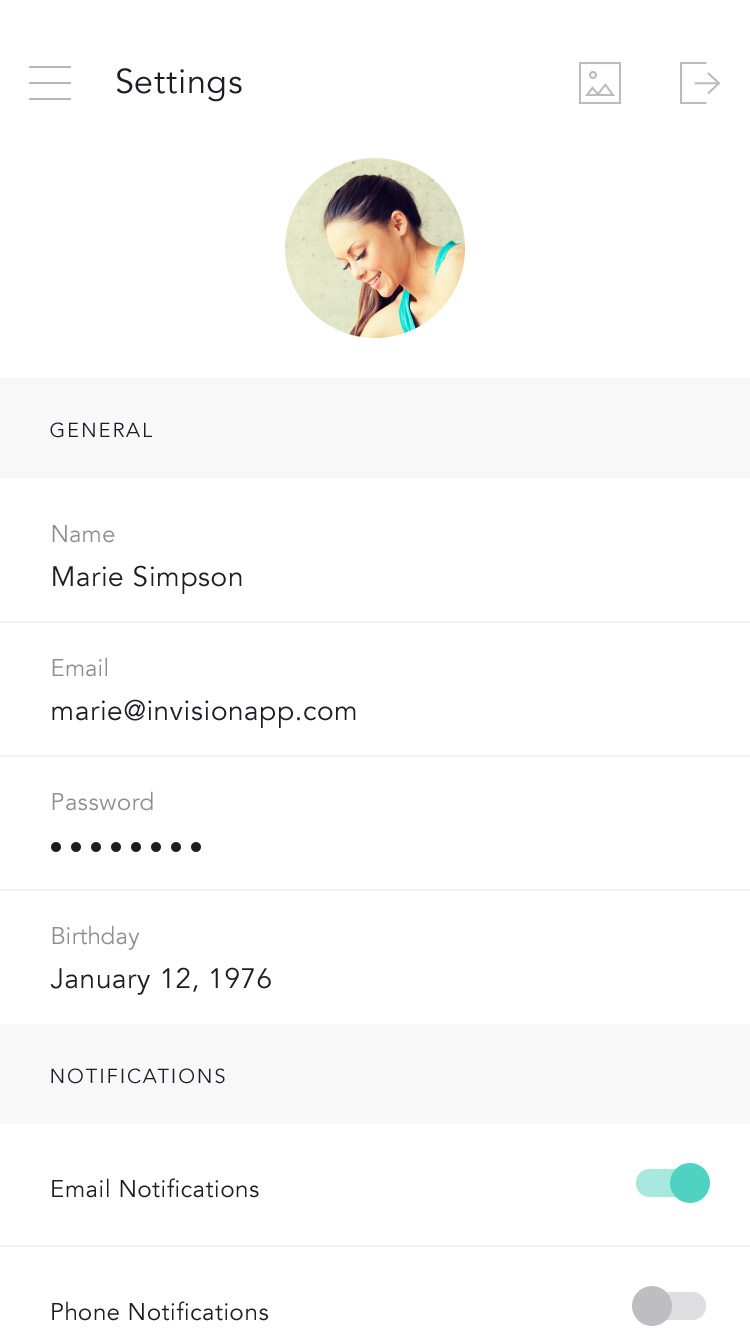 Settings
GENERAL
Name
Marie Simpson
Email
marie@invisionapp.com
Password
••••••••
Birthday
January 12, 1976
NOTIFICATIONS
Email Notifications
Phone Notifications